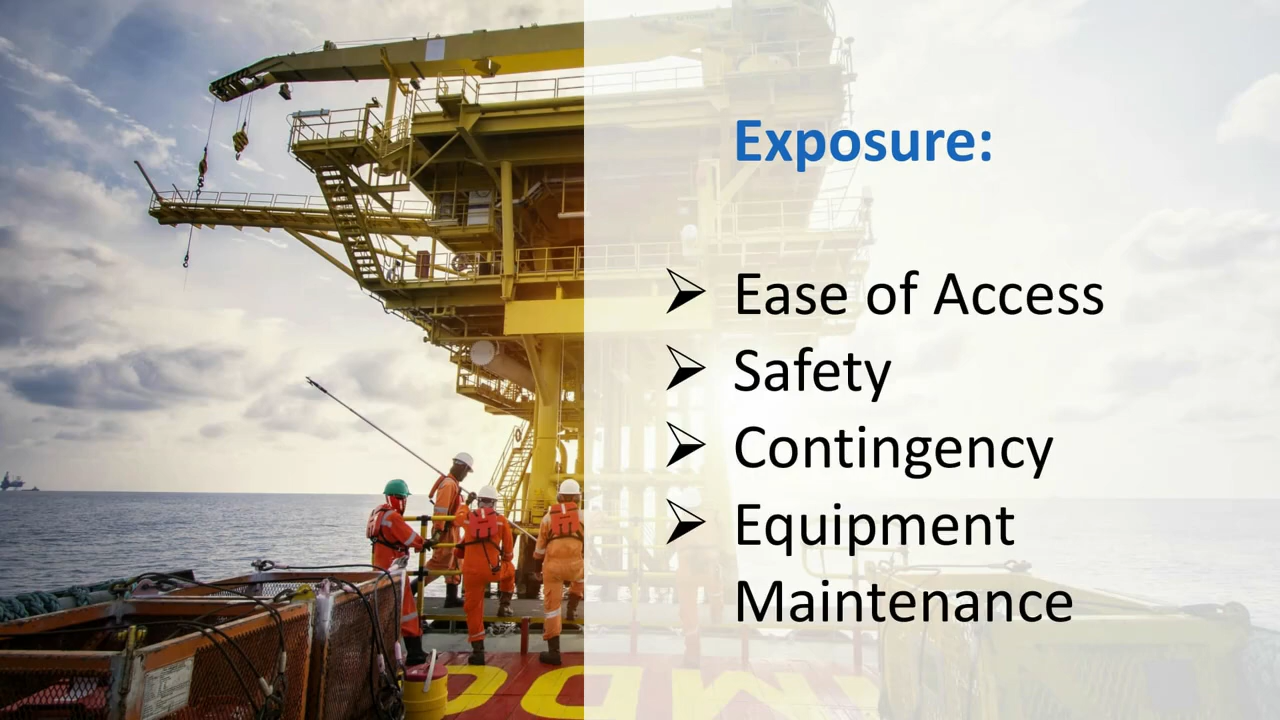 Exposure:
Ease of Access
Safety
Contingency
Equipment
Maintenance